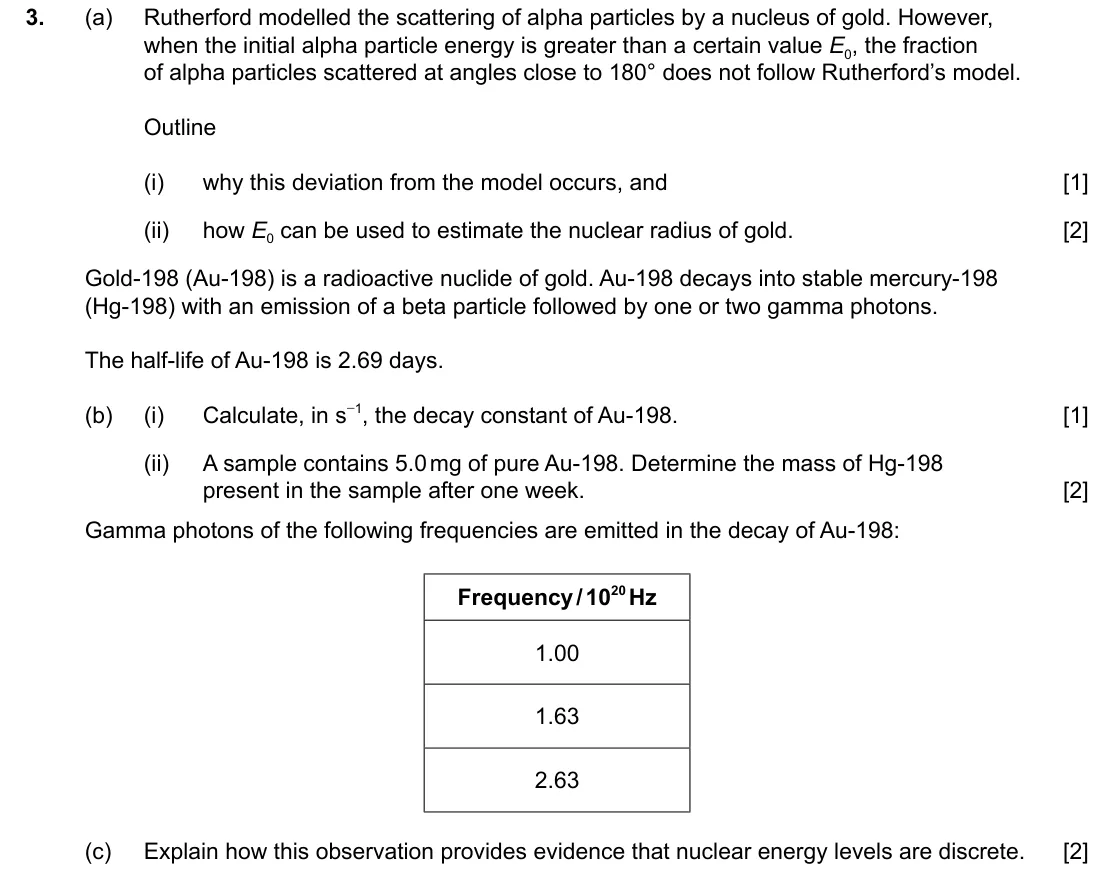 3. (a) Rutherford modelled the scattering of alpha particles by a nucleus of gold. However,
when the initial alpha particle energy is greater than a certain value E₀, the fraction
of alpha particles scattered at angles close to 180° does not follow Rutherford’s model.
Outline
(i) why this deviation from the model occurs, and [1]
(ii) how E₀ can be used to estimate the nuclear radius of gold. [2]
Gold-198 (Au-198) is a radioactive nuclide of gold. Au-198 decays into stable mercury-198
(Hg-198) with an emission of a beta particle followed by one or two gamma photons.
The half-life of Au-198 is 2.69 days.
(b) (i) Calculate, in s⁻¹, the decay constant of Au-198. [1]
(ii) A sample contains 5.0 mg of pure Au-198. Determine the mass of Hg-198
present in the sample after one week. [2]
Gamma photons of the following frequencies are emitted in the decay of Au-198:
Frequency / 10²⁰ Hz
1.00
1.63
2.63
(c) Explain how this observation provides evidence that nuclear energy levels are discrete. [2]